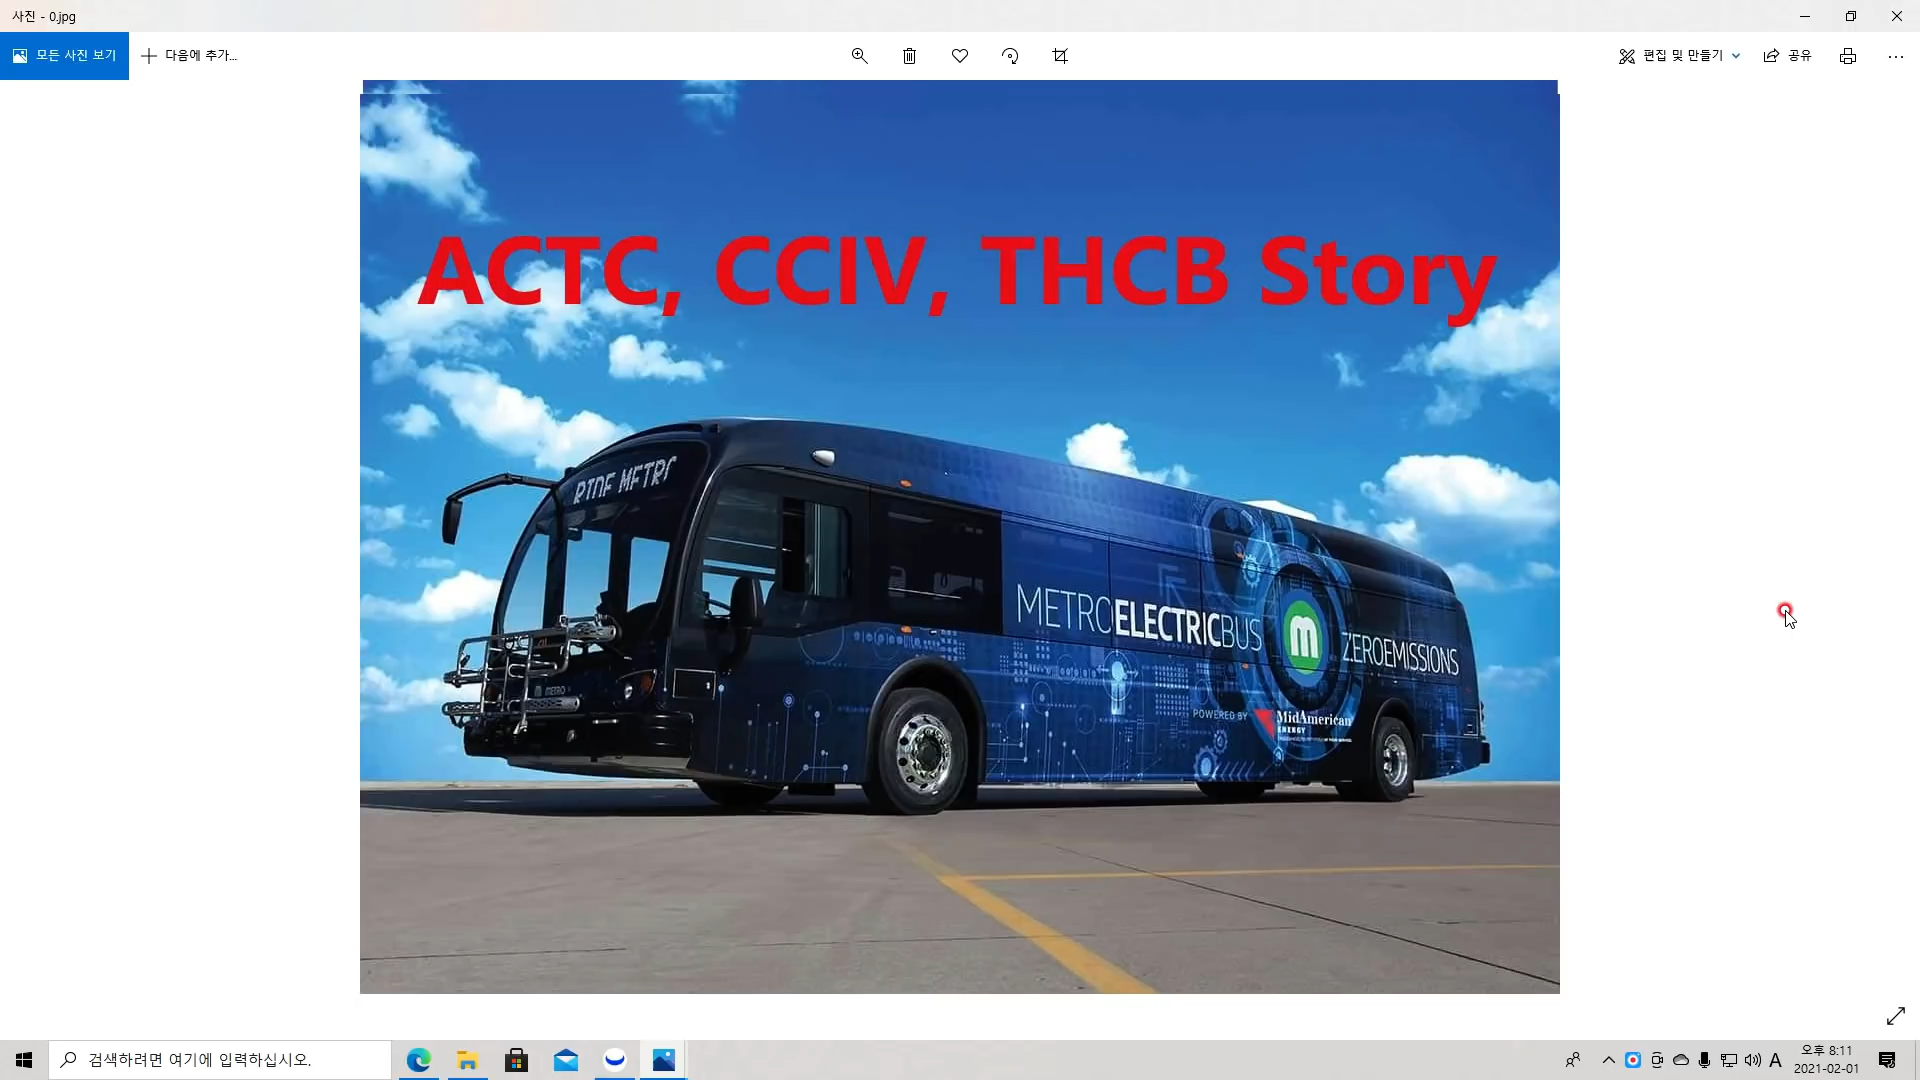 사진 - 0.jpg
모든 사진 보기
다음에 추가...
편집 및 만들기
공유
ACTC, CCIV, THCB Story
RIDE METRO
METROELECTRICBUS
m
ZEROEMISSIONS
METRO
POWERED BY
MidAmerican
ENERGY
검색하려면 여기에 입력하십시오.
A
오후 8:11
2021-02-01